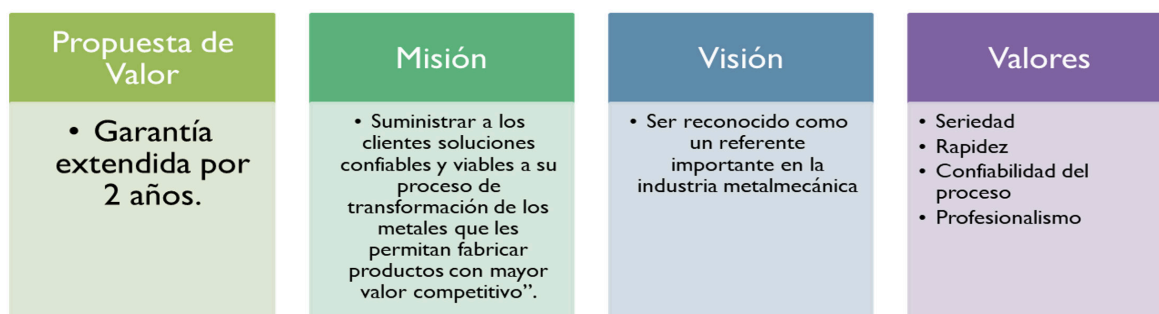 Propuesta de
Valor
• Garantía
extendida por
2 años.
Misión
• Suministrar a los
clientes soluciones
confiables y viables a su
proceso de
transformación de los
metales que les
permitan fabricar
productos con mayor
valor competitivo”.
Visión
• Ser reconocido como
un referente
importante en la
industria metalmecánica
Valores
• Seriedad
• Rapidez
• Confiabilidad del
proceso
• Profesionalismo